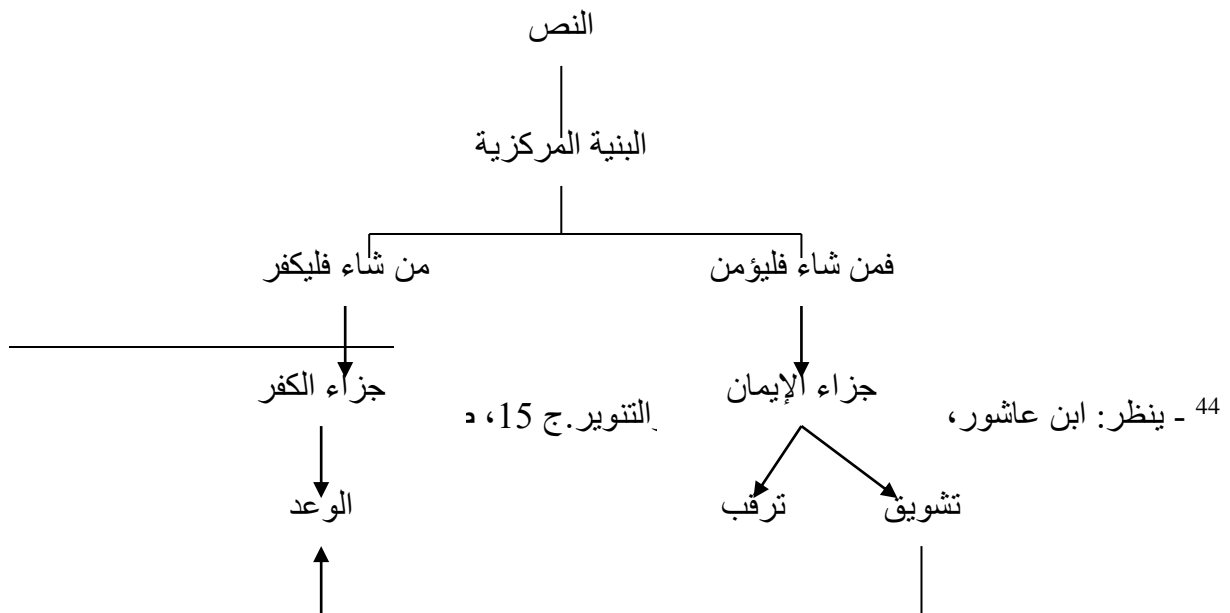 النص
البنية المركزية
فمن شاء فليؤمن من شاء فليكفر
جزاء الإيمان جزاء الكفر
44 - ينظر: ابن عاشور، التنوير.ج 15،
تشويق ترقب الوعد